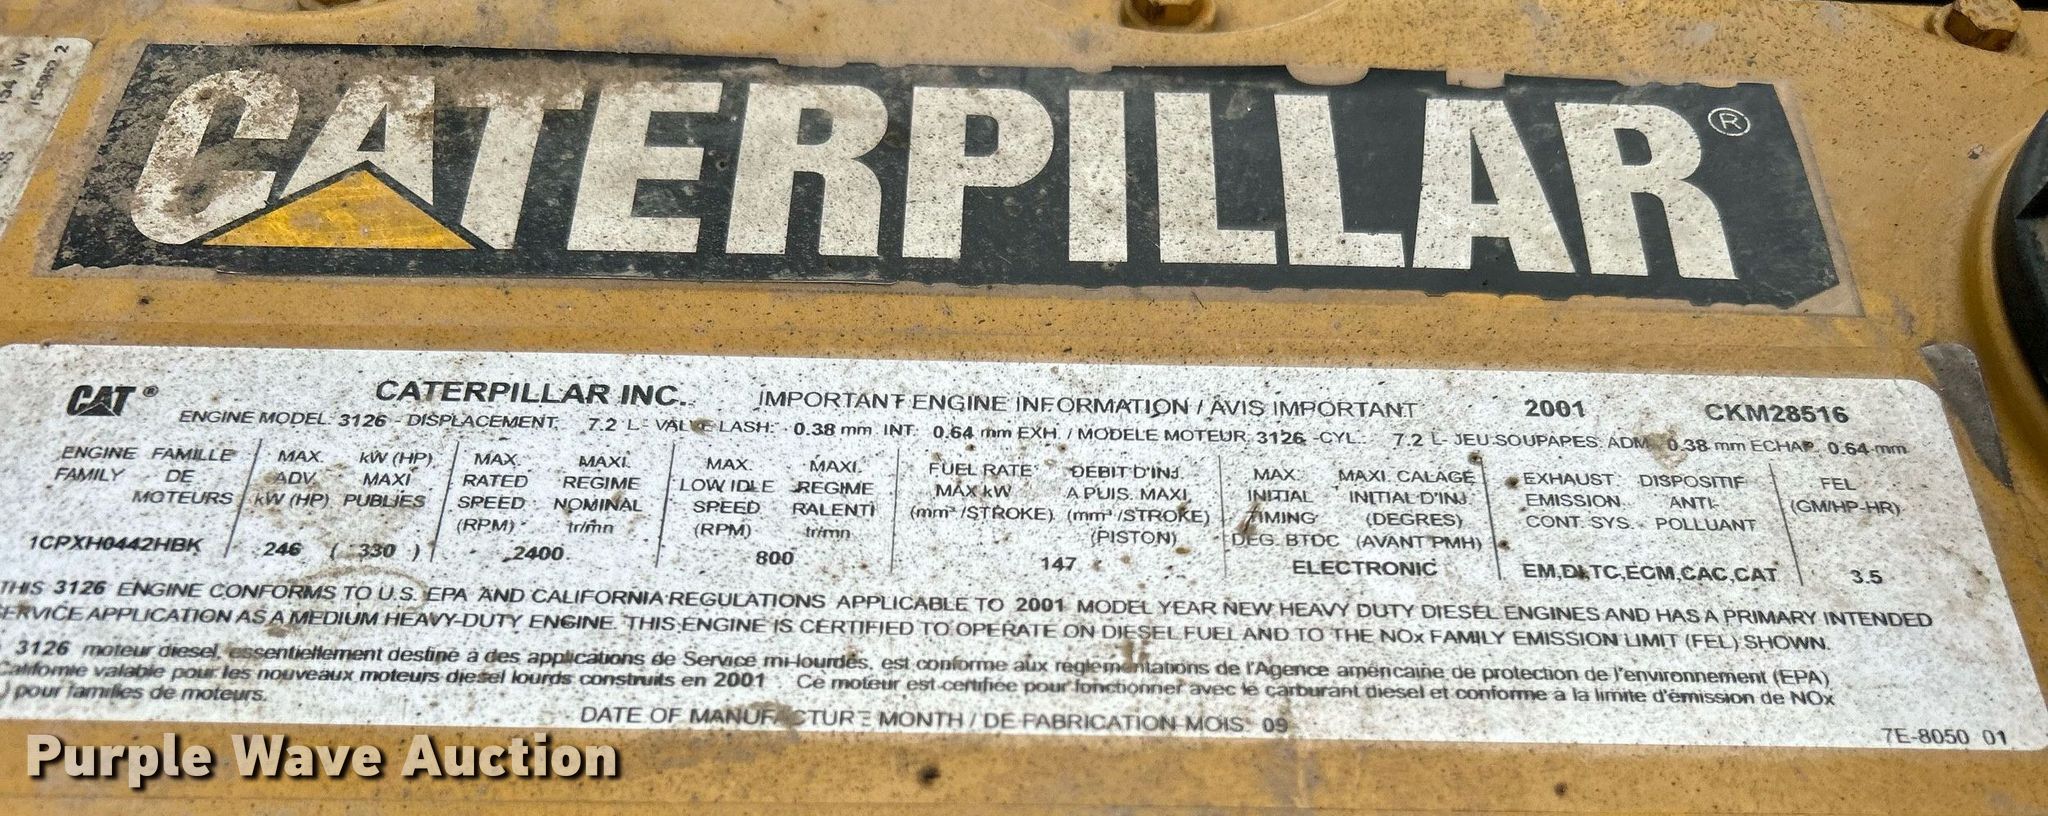 CATERPILLAR ®
CAT ® CATERPILLAR INC. IMPORTANT ENGINE INFORMATION / AVIS IMPORTANT 2001 CKM28516
ENGINE MODEL 3126 - DISPLACEMENT. 7.2 L- VALVE LASH: 0.38 mm INT. 0.64 mm EXH. / MODELE MOTEUR 3126 -CYL.: 7.2 L- JEU SOUPAPES: ADM. 0.38 mm ECHAP. 0.64 mm
ENGINE FAMILLE MAX. kW (HP) MAX. MAXI. MAX. MAXI. FUEL RATE DEBIT D'INJ. MAX. MAXI. CALAGE EXHAUST DISPOSITIF FEL
FAMILY DE ADV. MAXI RATED REGIME LOW IDLE REGIME MAX kW A PUIS. MAXI. INITIAL INITIAL D'INJ. EMISSION. ANTI- (GM/HP-HR)
MOTEURS kW (HP) PUBLIES SPEED NOMINAL SPEED RALENTI (mm³/STROKE) (mm³/STROKE) TIMING (DEGRES) CONT. SYS. POLLUANT
(RPM) tr/mn (RPM) tr/mn (PISTON) DEG. BTDC (AVANT PMH)
1CPXH0442HBK 246 ( 330 ) 2400 800 147 ELECTRONIC EM,DI,TC,ECM,CAC,CAT 3.5
THIS 3126 ENGINE CONFORMS TO U.S. EPA AND CALIFORNIA REGULATIONS APPLICABLE TO 2001 MODEL YEAR NEW HEAVY DUTY DIESEL ENGINES AND HAS A PRIMARY INTENDED
SERVICE APPLICATION AS A MEDIUM HEAVY-DUTY ENGINE. THIS ENGINE IS CERTIFIED TO OPERATE ON DIESEL FUEL AND TO THE NOx FAMILY EMISSION LIMIT (FEL) SHOWN.
3126 moteur diesel, essentiellement destiné à des applications de Service mi-lourdes, est conforme aux réglementations de l'Agence américaine de protection de l'environnement (EPA)
Californie valable pour les nouveaux moteurs diesel lourds construits en 2001 Ce moteur est certifiée pour fonctionner avec le carburant diesel et conforme à la limite d'émission de NOx
) pour familles de moteurs.
DATE OF MANUFACTURE MONTH / DE FABRICATION MOIS: 09
7E-8050 01
Purple Wave Auction